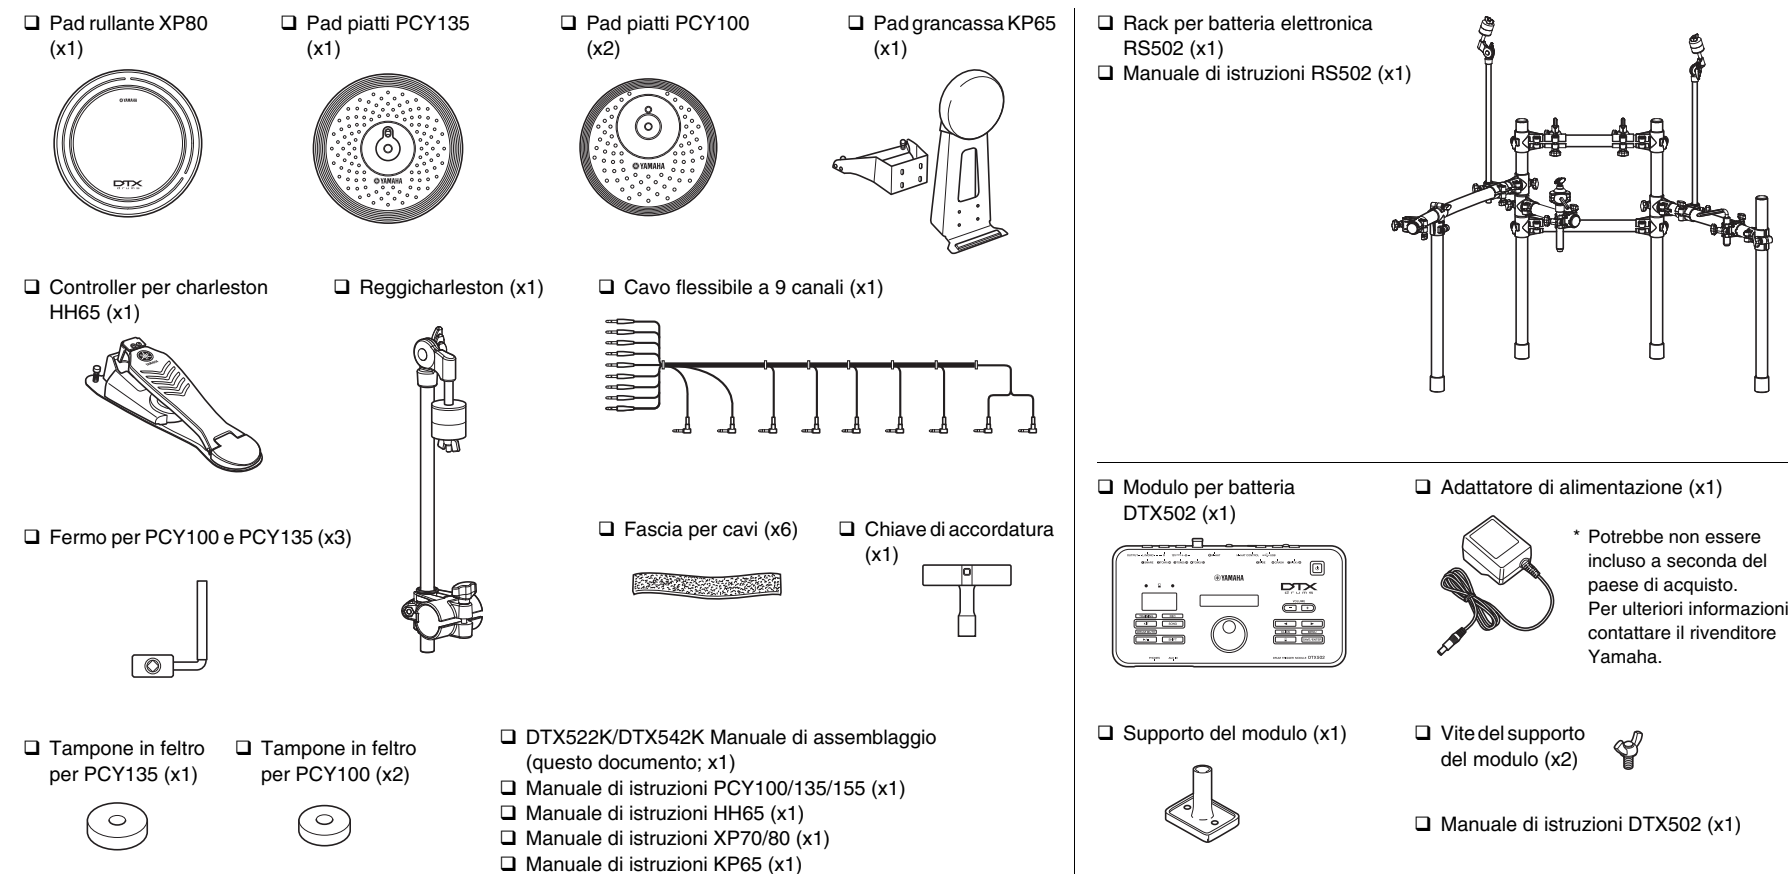 ❑ Pad rullante XP80
(x1)
❑ Pad piatti PCY135
(x1)
❑ Pad piatti PCY100
(x2)
❑ Pad grancassa KP65
(x1)
YAMAHA
DTX
YAMAHA
YAMAHA
❑ Controller per charleston
HH65 (x1)
❑ Reggicharleston (x1)
❑ Cavo flessibile a 9 canali (x1)
❑ Fermo per PCY100 e PCY135 (x3)
❑ Fascia per cavi (x6)
❑ Chiave di accordatura
(x1)
❑ Tampone in feltro
per PCY135 (x1)
❑ Tampone in feltro
per PCY100 (x2)
❑ DTX522K/DTX542K Manuale di assemblaggio
(questo documento; x1)
❑ Manuale di istruzioni PCY100/135/155 (x1)
❑ Manuale di istruzioni HH65 (x1)
❑ Manuale di istruzioni XP70/80 (x1)
❑ Manuale di istruzioni KP65 (x1)
❑ Rack per batteria elettronica
RS502 (x1)
❑ Manuale di istruzioni RS502 (x1)
❑ Modulo per batteria
DTX502 (x1)
YAMAHA
DTX
DRUMS
VOLUME
DTX502
❑ Adattatore di alimentazione (x1)
* Potrebbe non essere
incluso a seconda del
paese di acquisto.
Per ulteriori informazioni
contattare il rivenditore
Yamaha.
❑ Supporto del modulo (x1)
❑ Vite del supporto
del modulo (x2)
❑ Manuale di istruzioni DTX502 (x1)